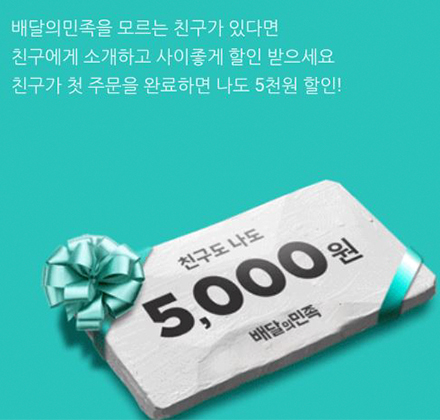 배달의민족을 모르는 친구가 있다면
친구에게 소개하고 사이좋게 할인 받으세요
친구가 첫 주문을 완료하면 나도 5천원 할인!
친구도 나도
5,000원
배달의민족